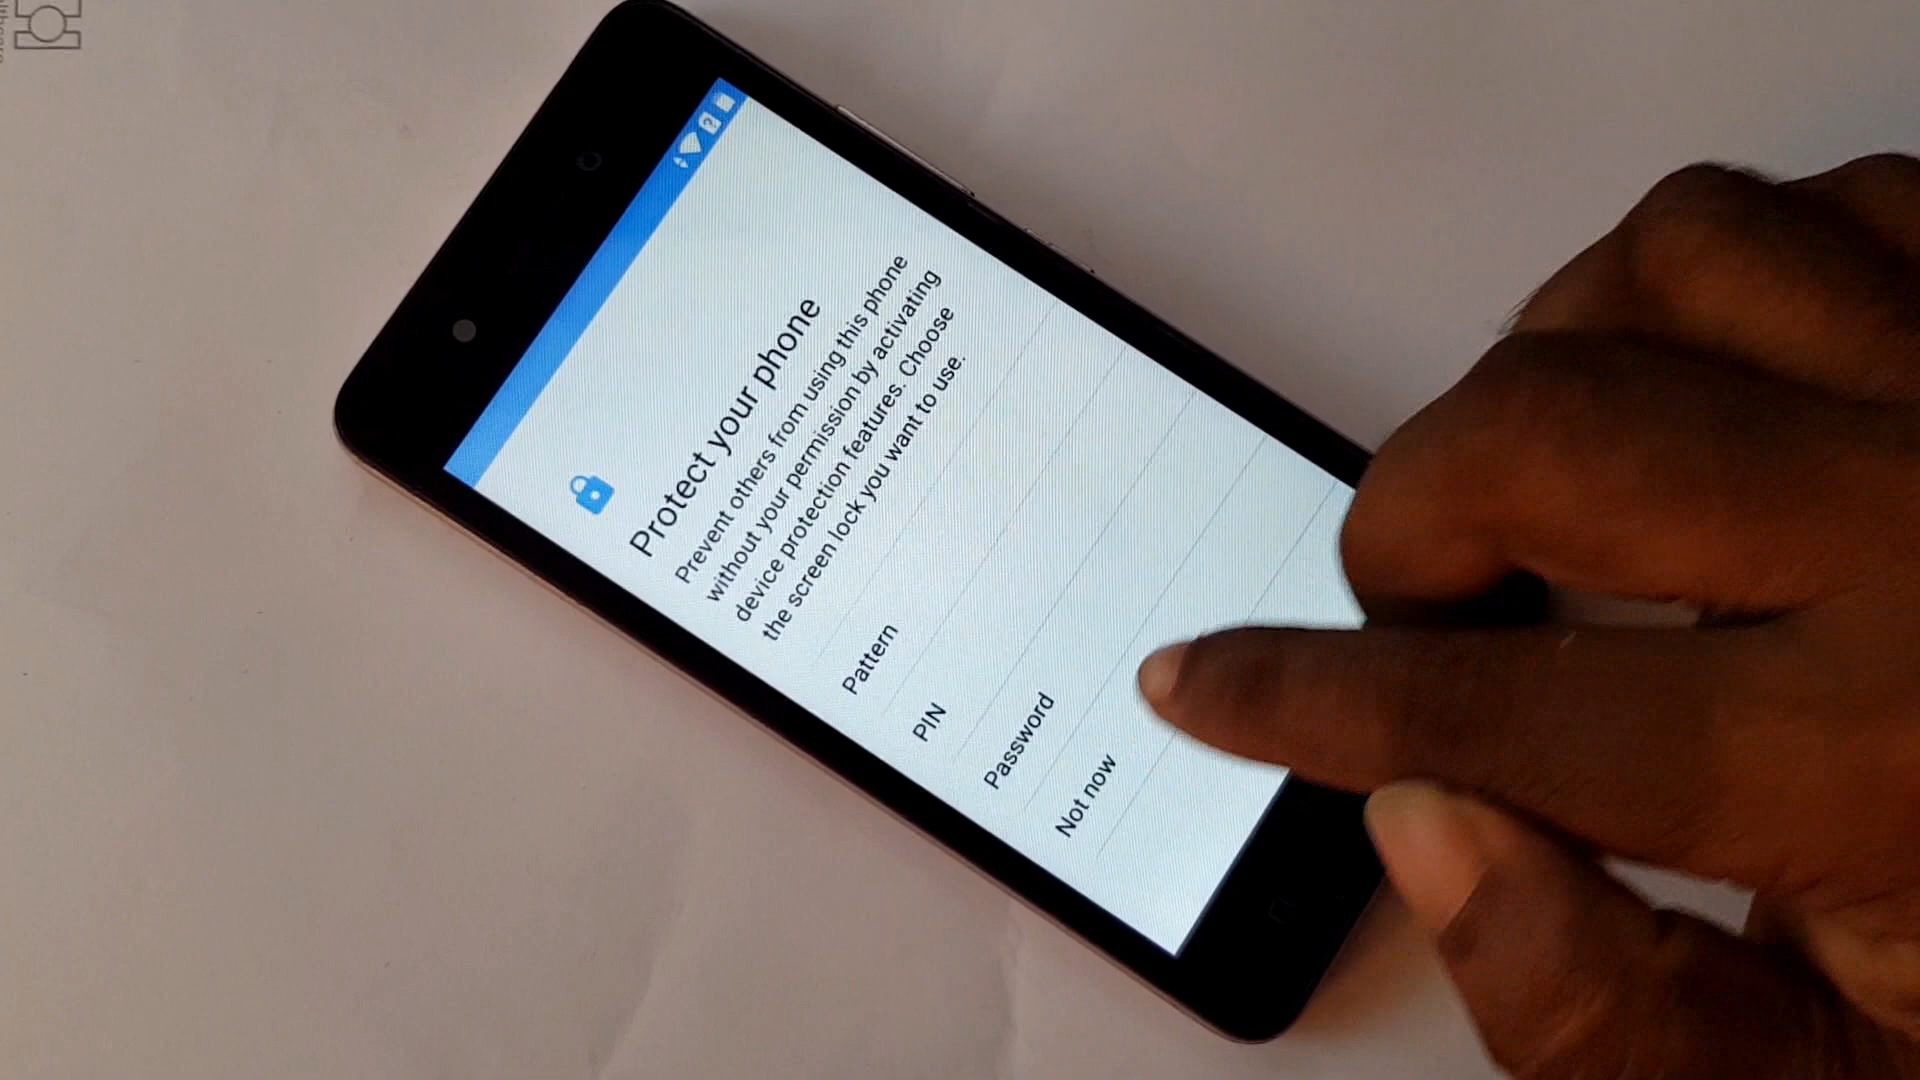 Protect your phone
Prevent others from using this phone
without your permission by activating
device protection features. Choose
the screen lock you want to use.
Pattern
PIN
Password
Not now